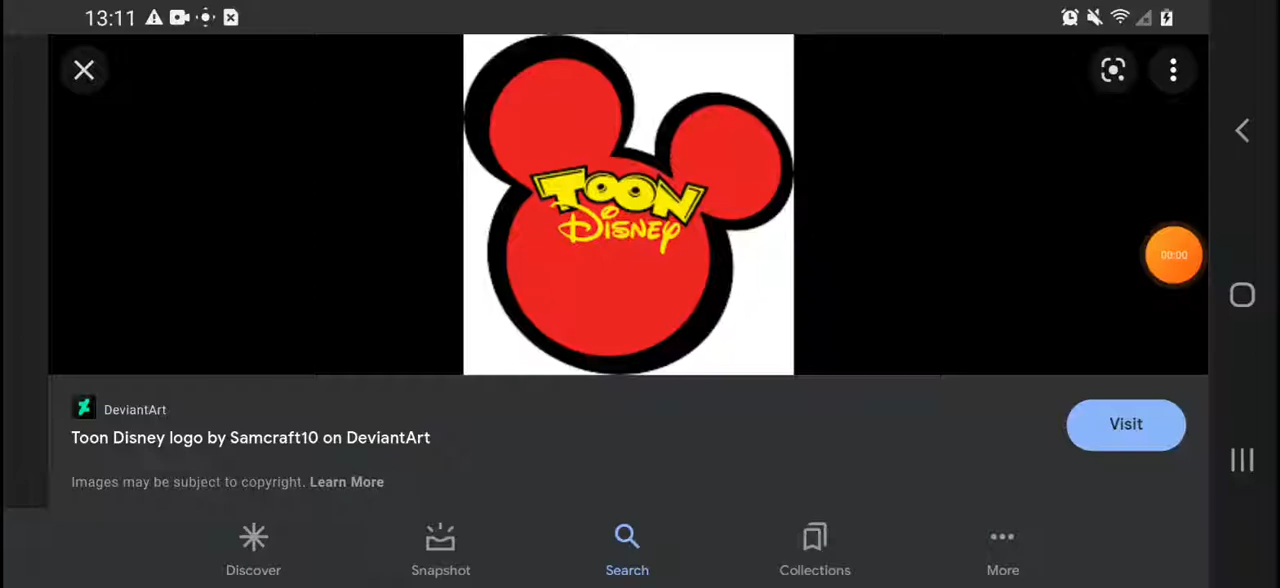 13:11
TOON
DISNEY
00:00
DeviantArt
Toon Disney logo by Samcraft10 on DeviantArt
Visit
Images may be subject to copyright. Learn More
Discover Snapshot Search Collections More